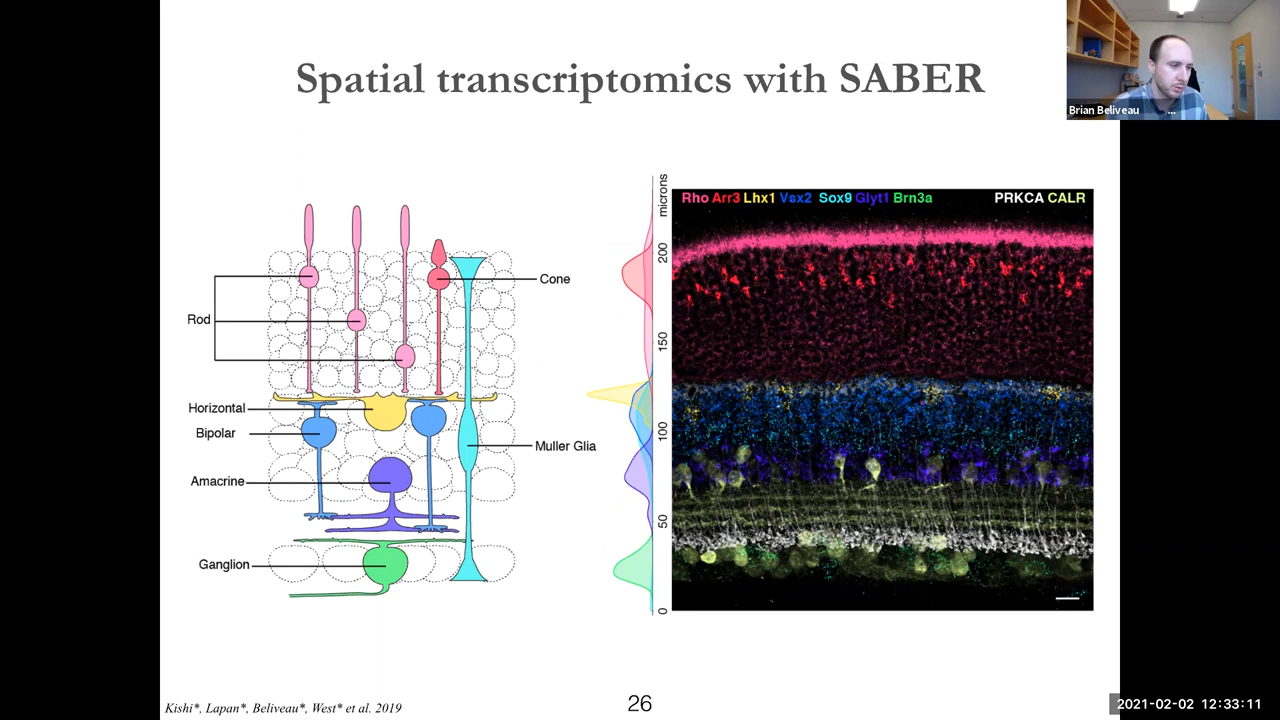 Spatial transcriptomics with SABER
Brian Beliveau
...
Rod
Horizontal
Bipolar
Amacrine
Ganglion
Cone
Muller Glia
microns
200
150
100
50
0
Rho Arr3 Lhx1 Vsx2 Sox9 Glyt1 Brn3a PRKCA CALR
Kishi*, Lapan*, Beliveau*, West* et al. 2019
26
2021-02-02 12:33:11